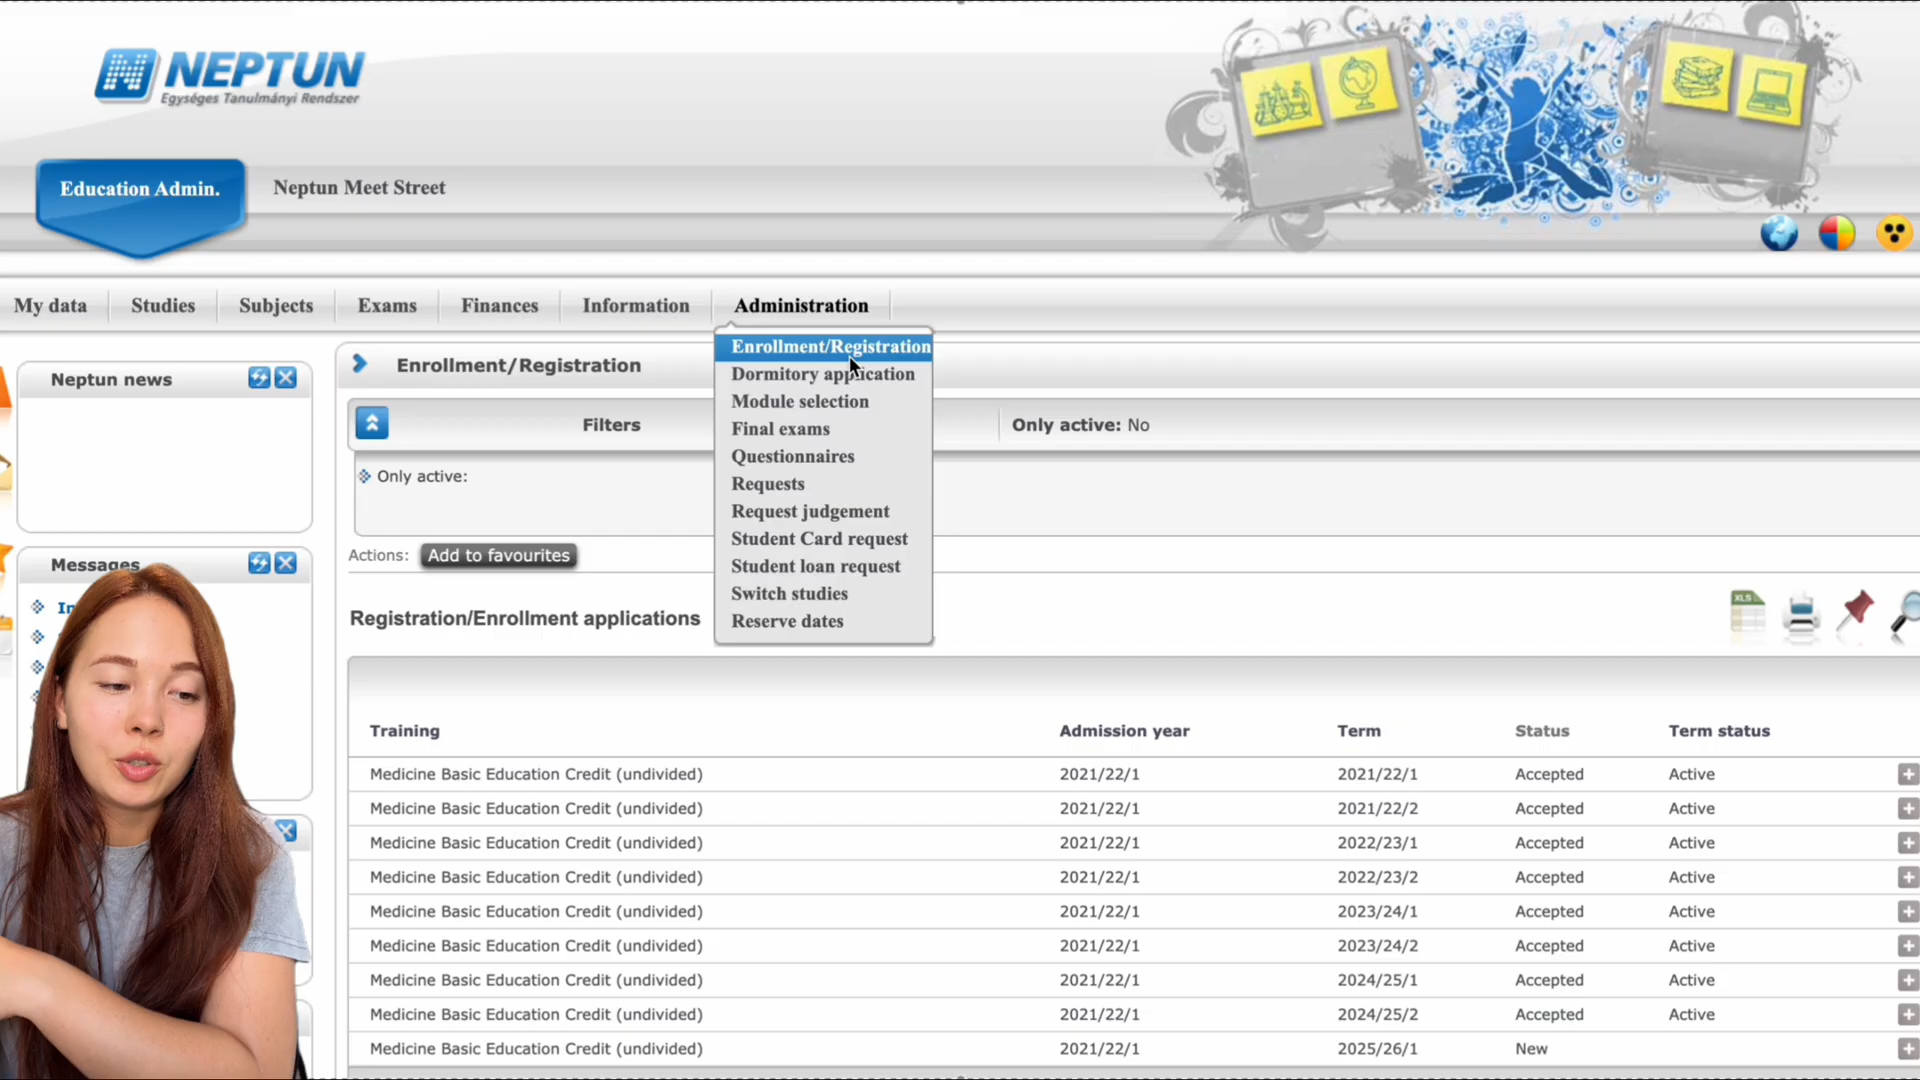 NEPTUN
Egységes Tanulmányi Rendszer
Education Admin.
Neptun Meet Street
My data
Studies
Subjects
Exams
Finances
Information
Administration
Enrollment/Registration
Dormitory application
Module selection
Final exams
Questionnaires
Requests
Request judgement
Student Card request
Student loan request
Switch studies
Reserve dates
Neptun news
Messages
Enrollment/Registration
Filters
Only active: No
Only active:
Actions: Add to favourites
Registration/Enrollment applications
XLS
Training Admission year Term Status Term status
Medicine Basic Education Credit (undivided) 2021/22/1 2021/22/1 Accepted Active
Medicine Basic Education Credit (undivided) 2021/22/1 2021/22/2 Accepted Active
Medicine Basic Education Credit (undivided) 2021/22/1 2022/23/1 Accepted Active
Medicine Basic Education Credit (undivided) 2021/22/1 2022/23/2 Accepted Active
Medicine Basic Education Credit (undivided) 2021/22/1 2023/24/1 Accepted Active
Medicine Basic Education Credit (undivided) 2021/22/1 2023/24/2 Accepted Active
Medicine Basic Education Credit (undivided) 2021/22/1 2024/25/1 Accepted Active
Medicine Basic Education Credit (undivided) 2021/22/1 2024/25/2 Accepted Active
Medicine Basic Education Credit (undivided) 2021/22/1 2025/26/1 New